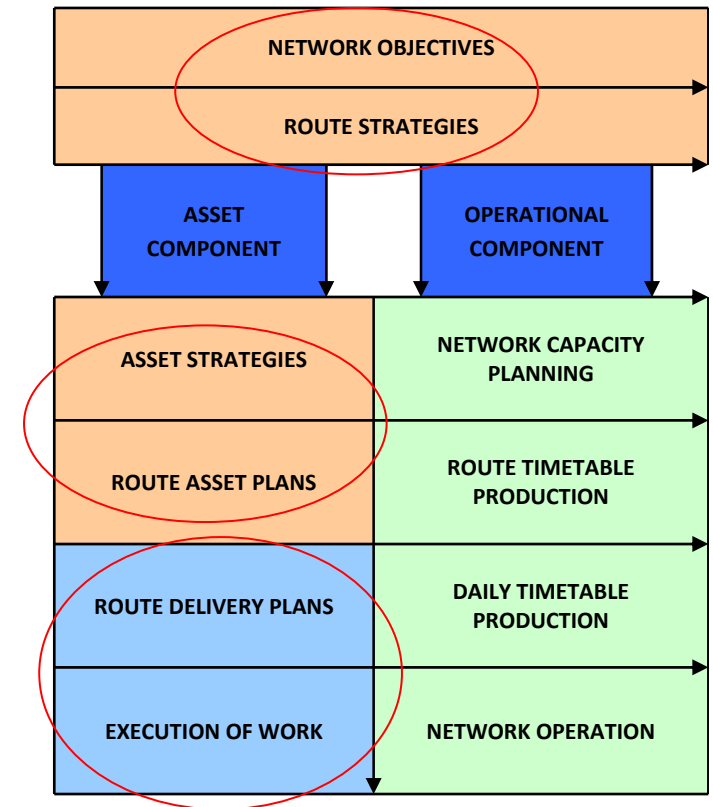 NETWORK OBJECTIVES
ROUTE STRATEGIES
ASSET
COMPONENT
OPERATIONAL
COMPONENT
ASSET STRATEGIES
NETWORK CAPACITY
PLANNING
ROUTE ASSET PLANS
ROUTE TIMETABLE
PRODUCTION
ROUTE DELIVERY PLANS
DAILY TIMETABLE
PRODUCTION
EXECUTION OF WORK
NETWORK OPERATION